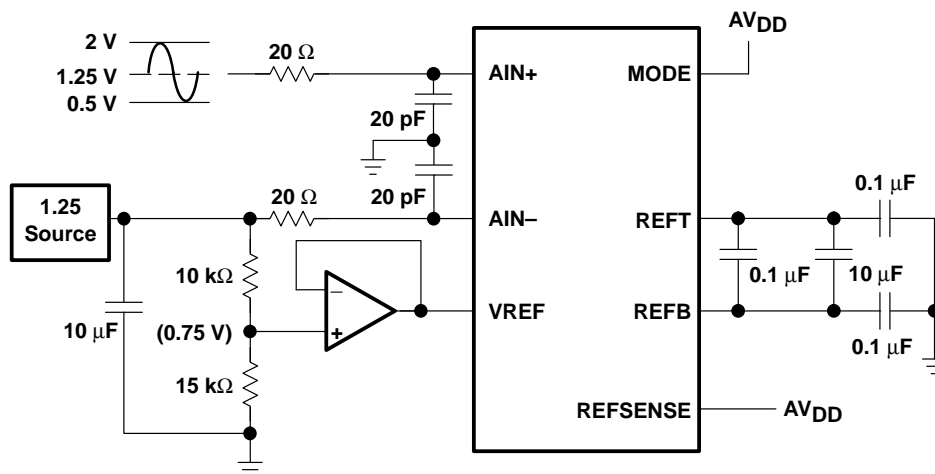 2 V
1.25 V
0.5 V
20 Ω
20 pF
20 pF
1.25
Source
20 Ω
10 μF
10 kΩ
(0.75 V)
15 kΩ
−
+
AIN+
AIN−
VREF
MODE
REFT
REFB
REFSENSE
AVDD
0.1 μF
0.1 μF
10 μF
0.1 μF
AVDD